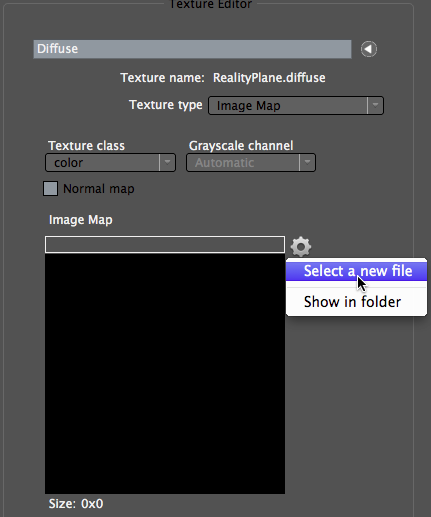 Texture Editor
Diffuse
Texture name: RealityPlane.diffuse
Texture type Image Map
Texture class Grayscale channel
color Automatic
Normal map
Image Map
Select a new file
Show in folder
Size: 0x0